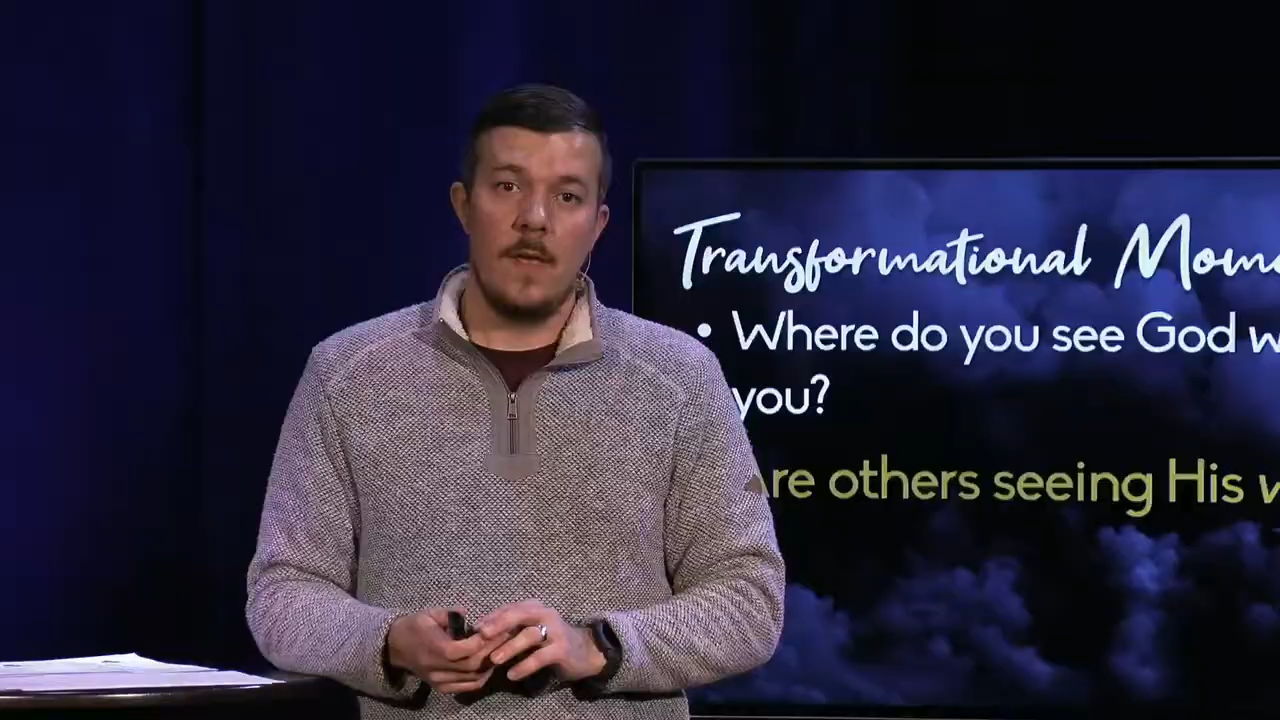 Transformational
• Where do you see God
you?
others seeing His